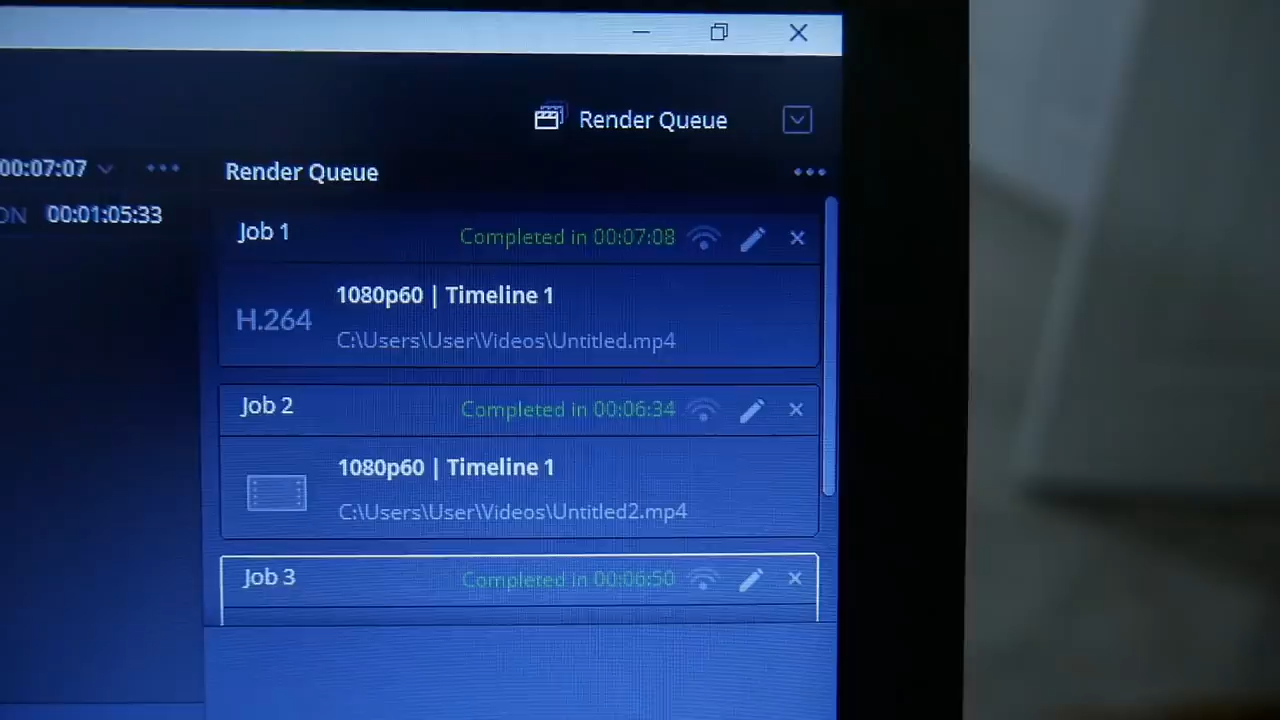 Render Queue
00:07:07
Render Queue
ON 00:01:05:33
Job 1 Completed in 00:07:08
1080p60 | Timeline 1
H.264
C:\Users\User\Videos\Untitled.mp4
Job 2 Completed in 00:06:34
1080p60 | Timeline 1
C:\Users\User\Videos\Untitled2.mp4
Job 3 Completed in 00:06:50